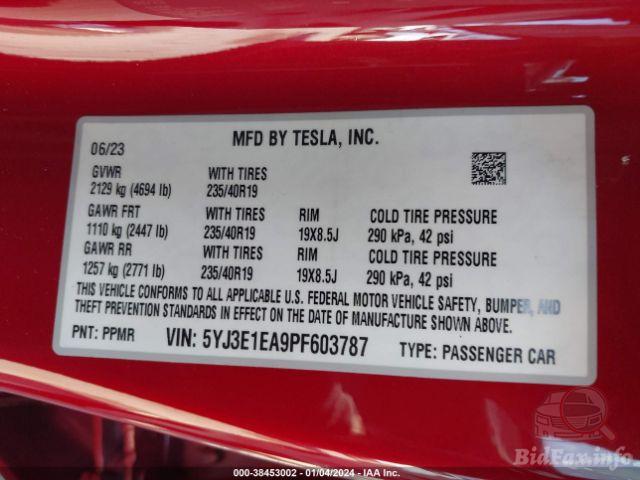 MFD BY TESLA, INC.
06/23
GVWR WITH TIRES
2129 kg (4694 lb) 235/40R19
GAWR FRT WITH TIRES RIM COLD TIRE PRESSURE
1110 kg (2447 lb) 235/40R19 19X8.5J 290 kPa, 42 psi
GAWR RR WITH TIRES RIM COLD TIRE PRESSURE
1257 kg (2771 lb) 235/40R19 19X8.5J 290 kPa, 42 psi
THIS VEHICLE CONFORMS TO ALL APPLICABLE U.S. FEDERAL MOTOR VEHICLE SAFETY, BUMPER, AND
THEFT PREVENTION STANDARDS IN EFFECT ON THE DATE OF MANUFACTURE SHOWN ABOVE.
PNT: PPMR VIN: 5YJ3E1EA9PF603787 TYPE: PASSENGER CAR
BidFax.info
000-38453002 - 01/04/2024 - IAA Inc.